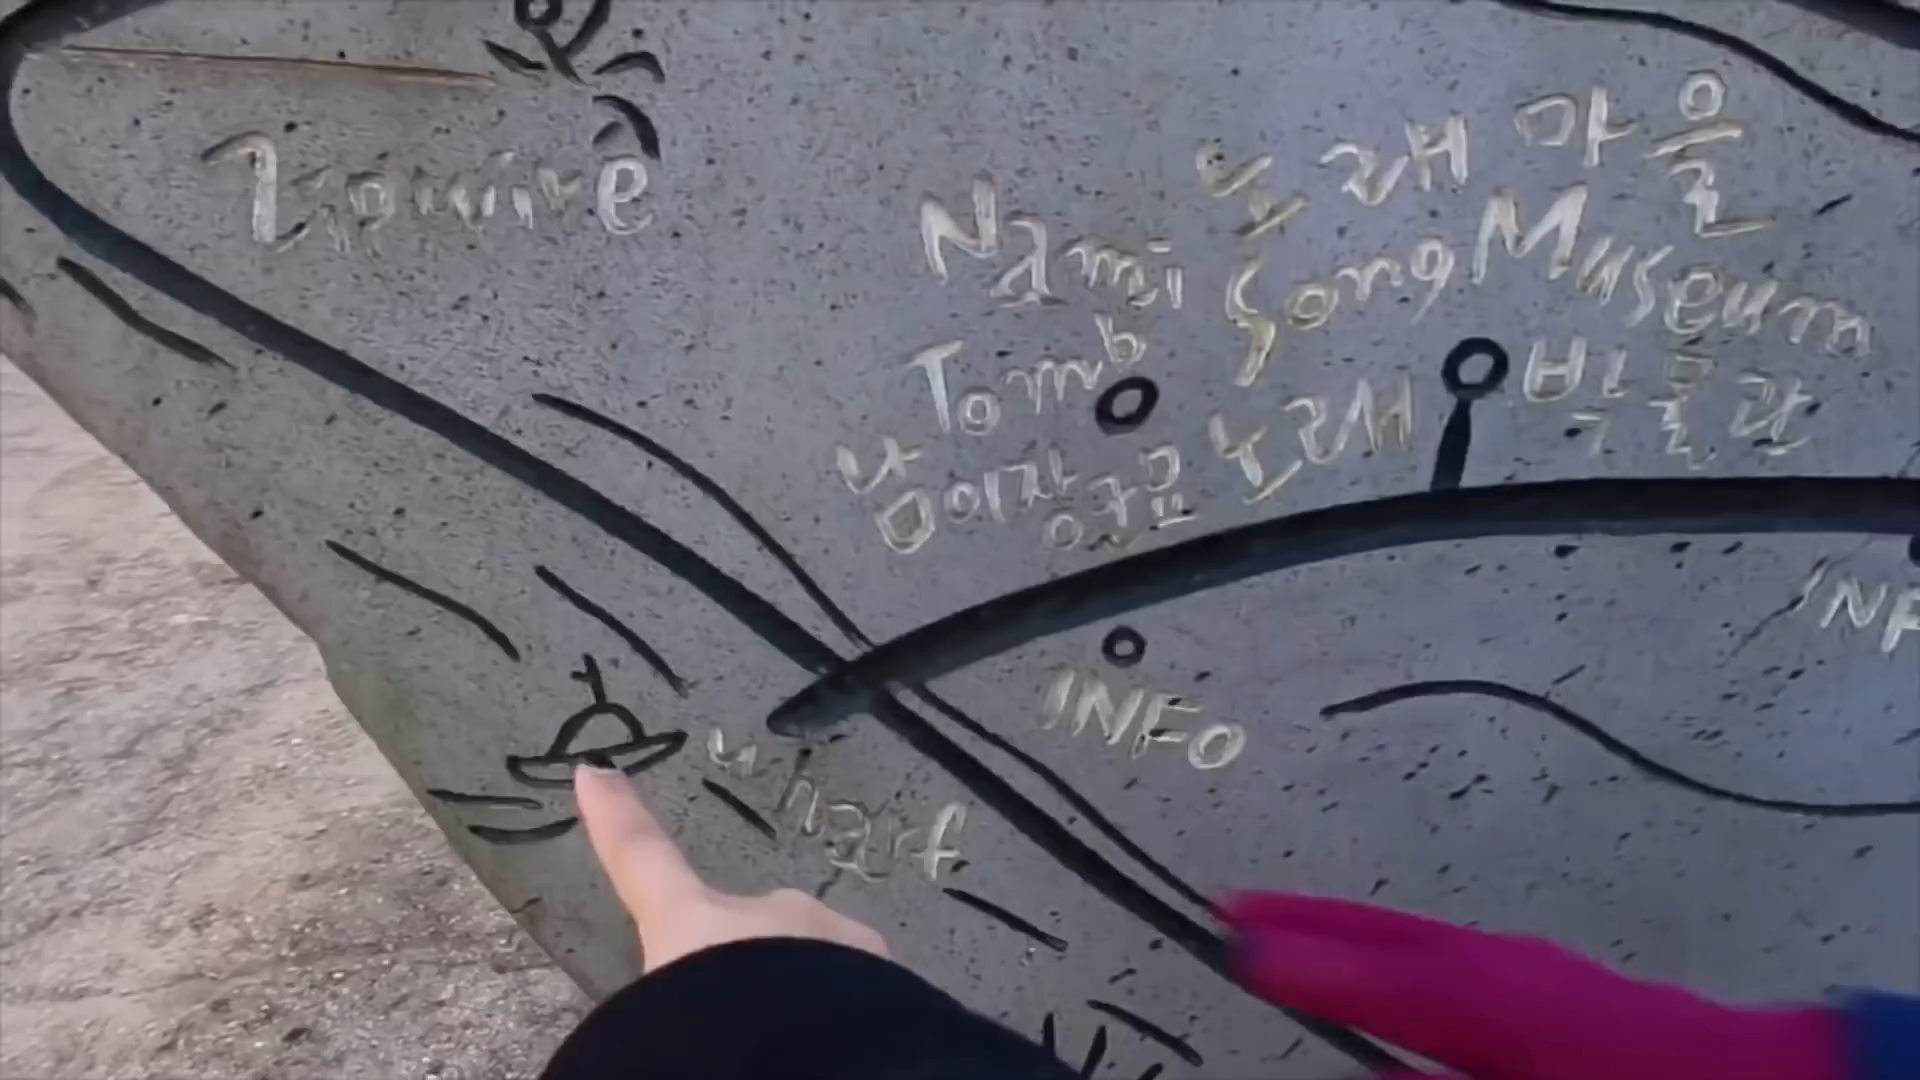 Zipwire
노래 마을
Nami
Song Museum
Tomb
남이장군묘
노래 박물관
INFO
wharf